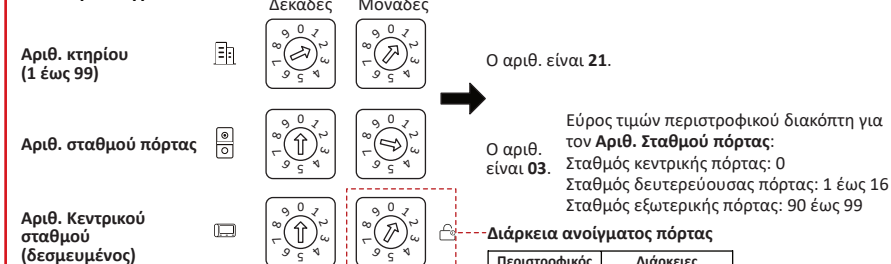 Δεκάδες Μονάδες
Αριθ. κτηρίου
(1 έως 99)
Ο αριθ. είναι 21.
Αριθ. σταθμού πόρτας
Ο αριθ.
είναι 03.
Εύρος τιμών περιστροφικού διακόπτη για
τον Αριθ. Σταθμού πόρτας:
Σταθμός κεντρικής πόρτας: 0
Σταθμός δευτερεύουσας πόρτας: 1 έως 16
Σταθμός εξωτερικής πόρτας: 90 έως 99
Αριθ. Κεντρικού
σταθμού
(δεσμευμένος)
Διάρκεια ανοίγματος πόρτας
Περιστροφικός Διάρκειες